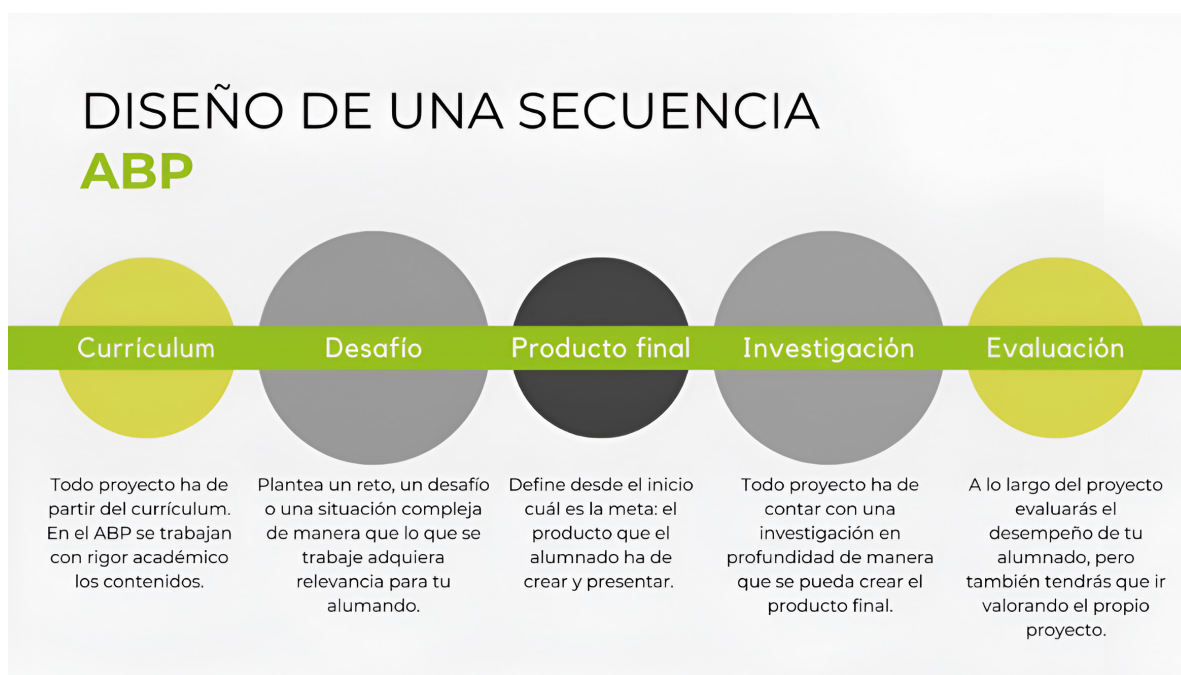 DISEÑO DE UNA SECUENCIA
ABP
Currículum
Desafío
Producto final
Investigación
Evaluación
Todo proyecto ha de
partir del currículum.
En el ABP se trabajan
con rigor académico
los contenidos.
Plantea un reto, un desafío
o una situación compleja
de manera que lo que se
trabaje adquiera
relevancia para tu
alumando.
Define desde el inicio
cuál es la meta: el
producto que el
alumnado ha de
crear y presentar.
Todo proyecto ha de
contar con una
investigación en
profundidad de manera
que se pueda crear el
producto final.
A lo largo del proyecto
evaluarás el
desempeño de tu
alumnado, pero
también tendrás que ir
valorando el propio
proyecto.